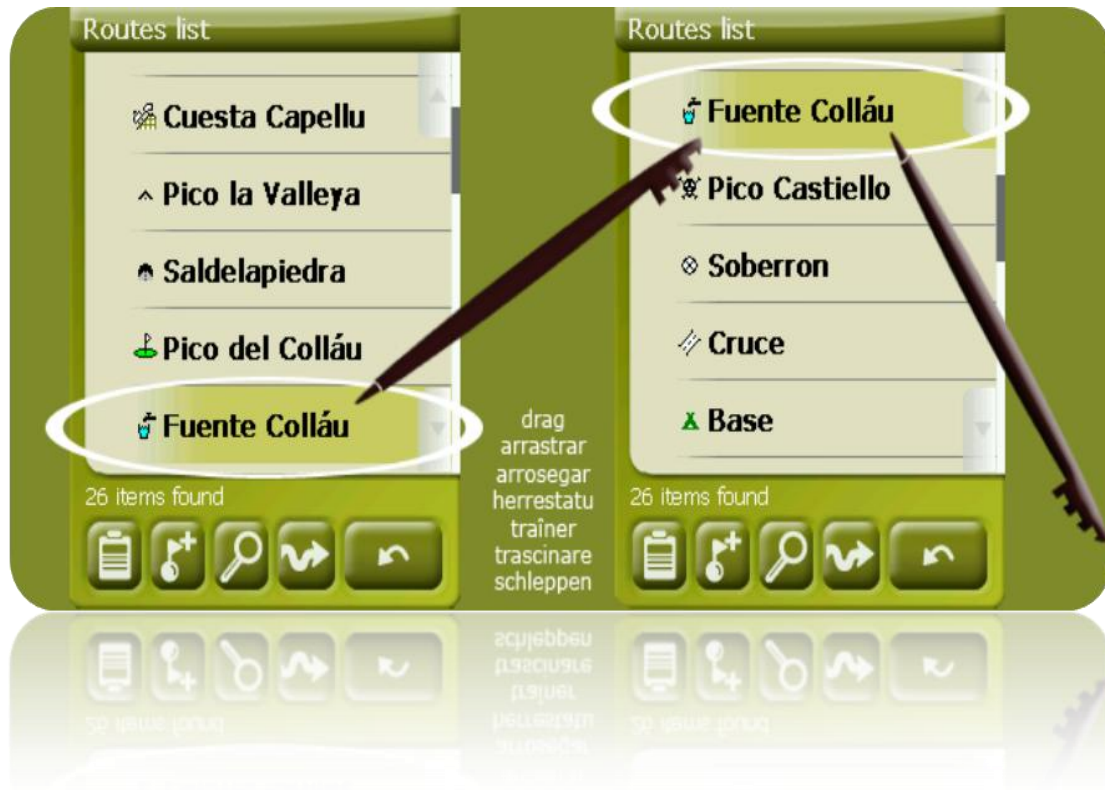 Routes list
Cuesta Capellu
Pico la Valleya
Saldelapiedra
Pico del Colláu
Fuente Colláu
26 items found
drag
arrastrar
arrosegar
herrestatu
traîner
trascinare
schleppen
Routes list
Fuente Colláu
Pico Castiello
Soberron
Cruce
Base
26 items found